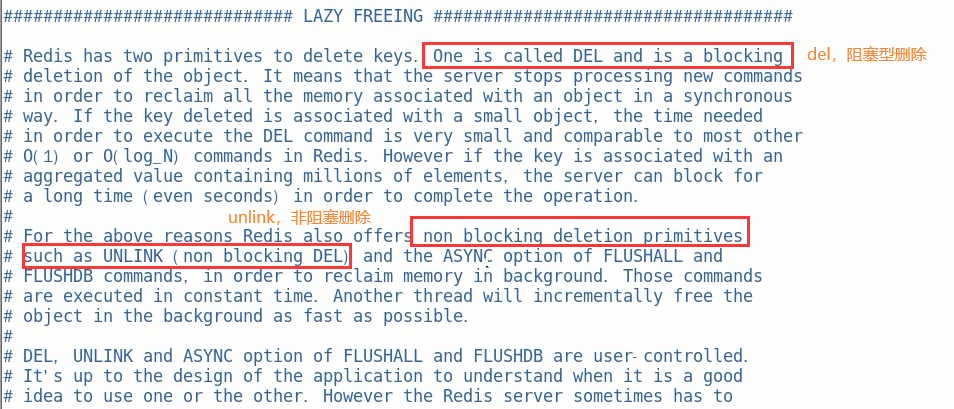 ############################# LAZY FREEING ####################################
# Redis has two primitives to delete keys. One is called DEL and is a blocking
del，阻塞型删除
# deletion of the object. It means that the server stops processing new commands
# in order to reclaim all the memory associated with an object in a synchronous
# way. If the key deleted is associated with a small object, the time needed
# in order to execute the DEL command is very small and comparable to most other
# O(1) or O(log_N) commands in Redis. However if the key is associated with an
# aggregated value containing millions of elements, the server can block for
# a long time (even seconds) in order to complete the operation.
#
unlink，非阻塞删除
# For the above reasons Redis also offers non blocking deletion primitives
# such as UNLINK (non blocking DEL) and the ASYNC option of FLUSHALL and
# FLUSHDB commands, in order to reclaim memory in background. Those commands
# are executed in constant time. Another thread will incrementally free the
# object in the background as fast as possible.
#
# DEL, UNLINK and ASYNC option of FLUSHALL and FLUSHDB are user-controlled.
# It's up to the design of the application to understand when it is a good
# idea to use one or the other. However the Redis server sometimes has to